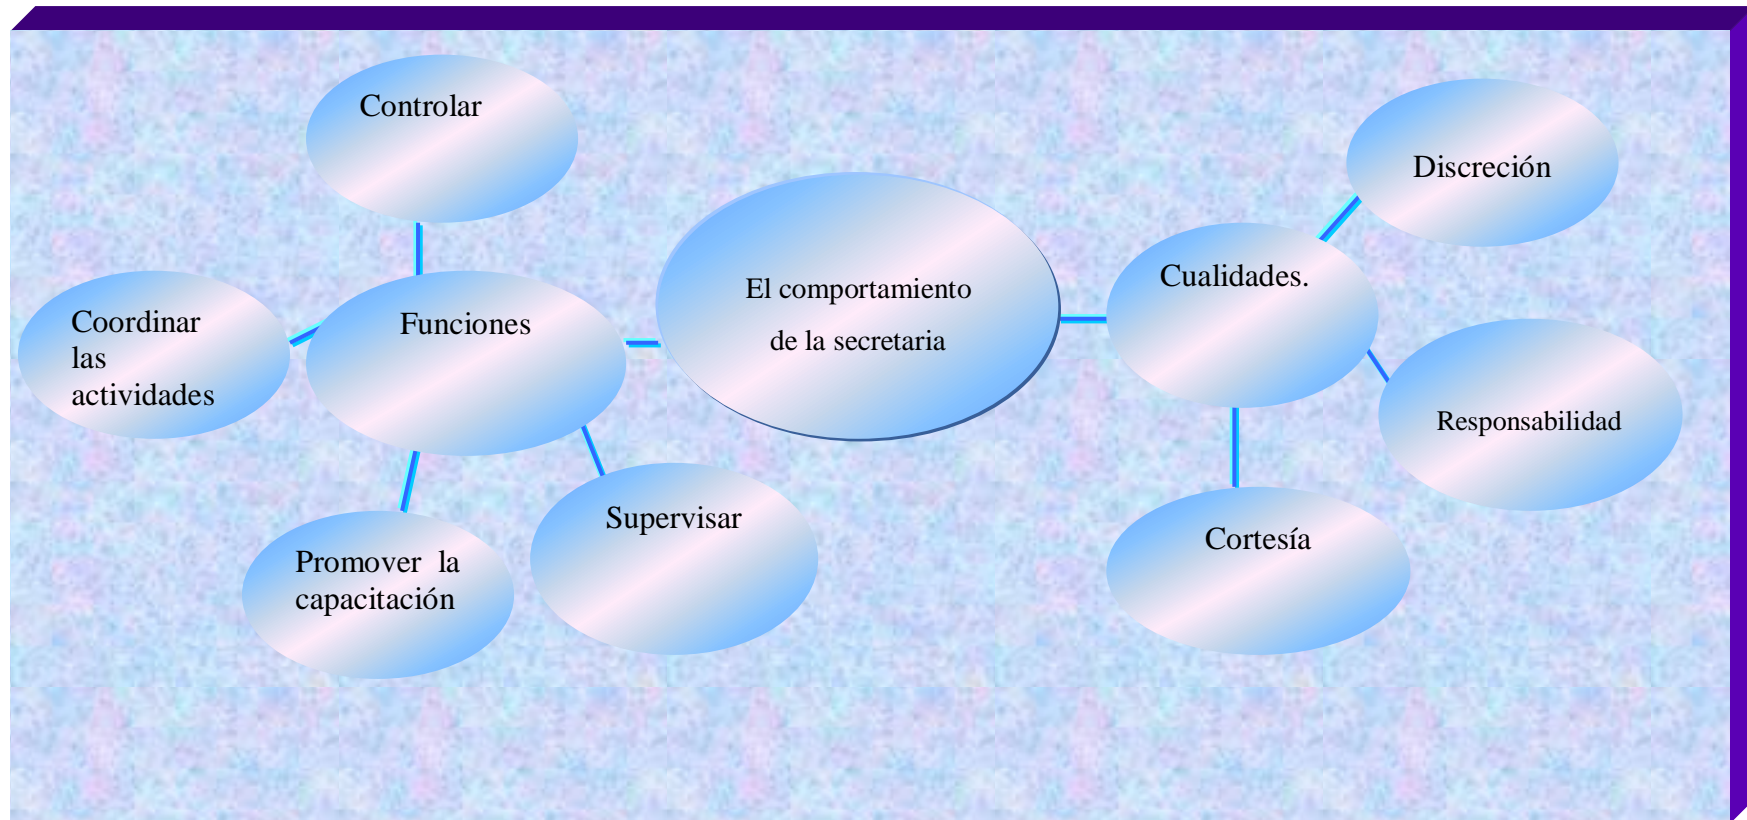 Controlar
Discreción
Cualidades.
El comportamiento
de la secretaria
Funciones
Coordinar
las
actividades
Responsabilidad
Supervisar
Cortesía
Promover  la
capacitación